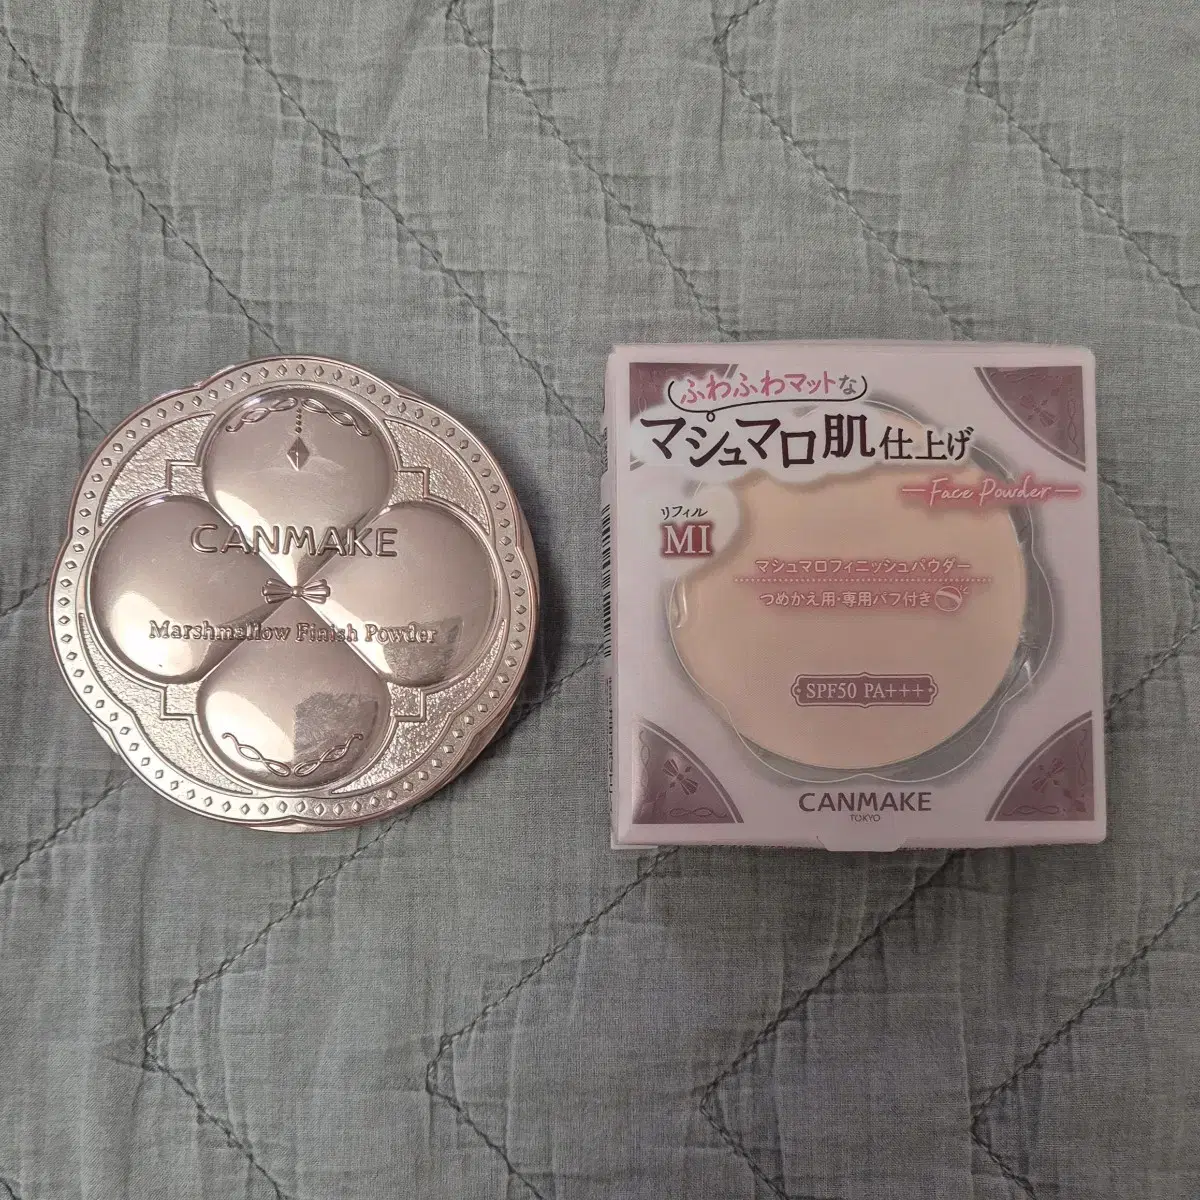 CANMAKE
Marshmallow Finish Powder
ふわふわマットな
マシュマロ肌仕上げ
Face Powder
リフィル
MI
マシュマロフィニッシュパウダー
つめかえ用・専用パフ付き
SPF50 PA+++
CANMAKE
TOKYO